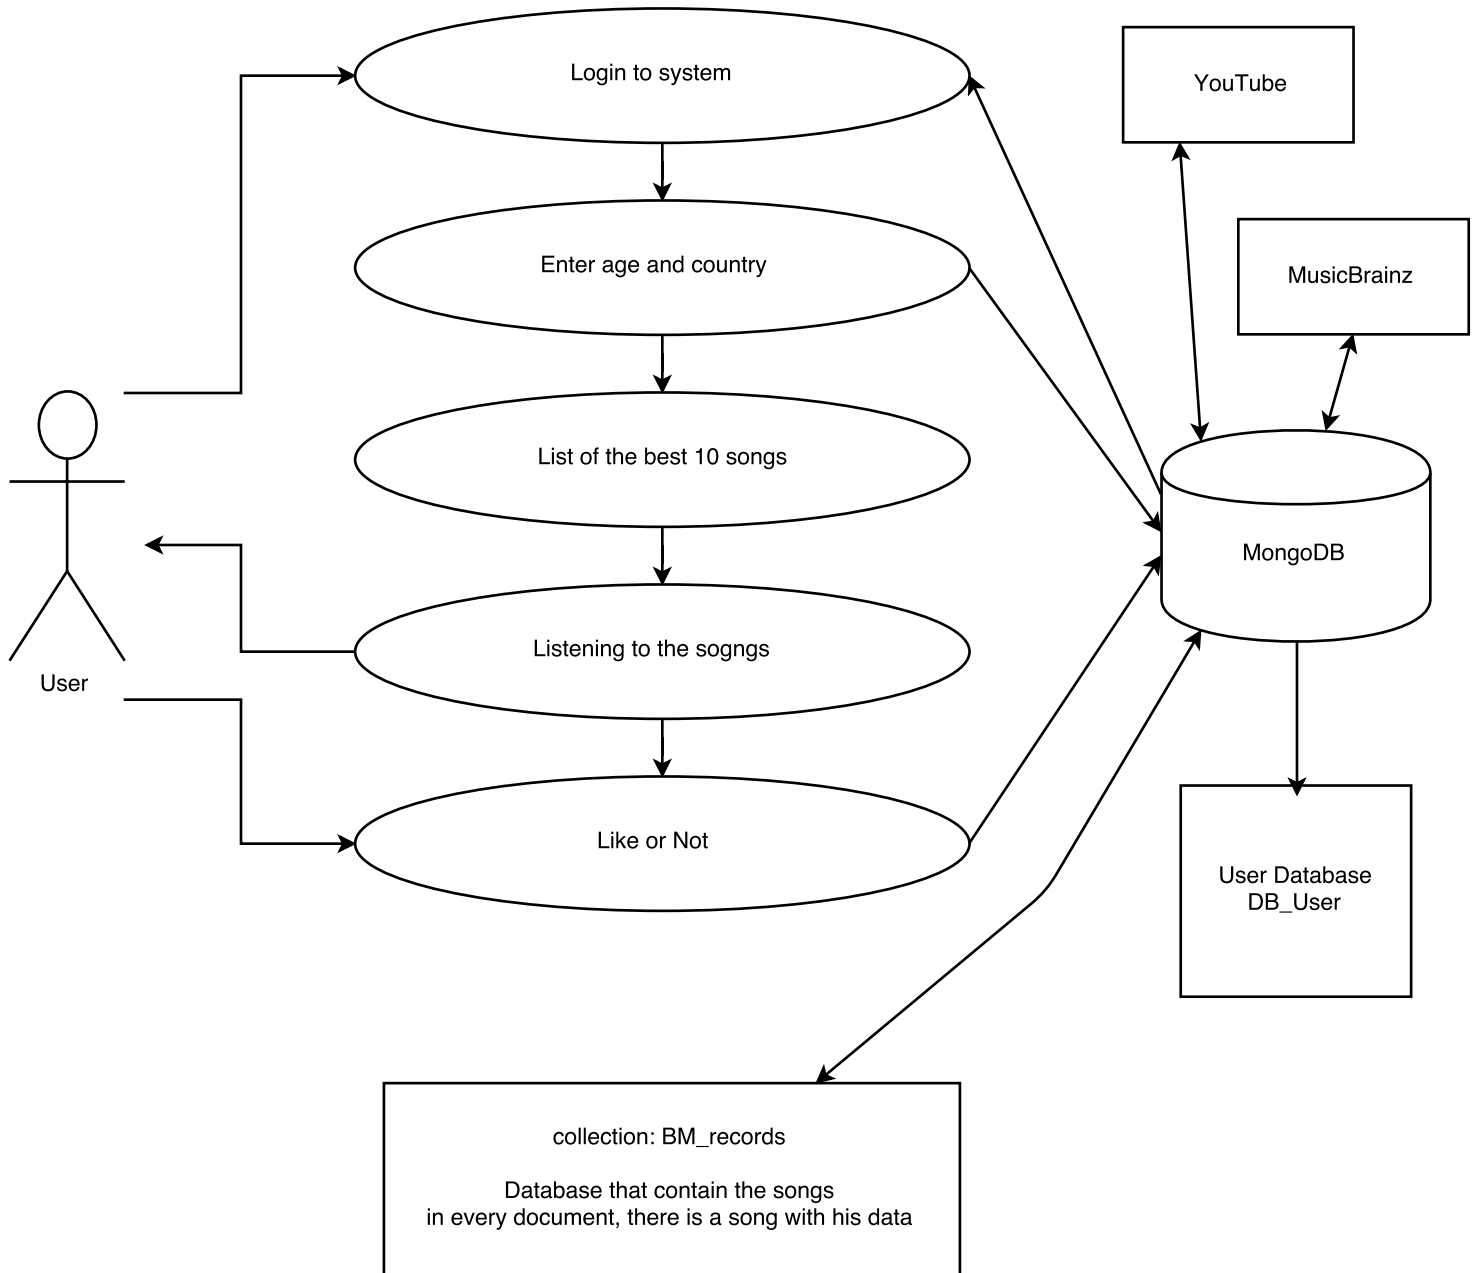 Login to system
YouTube
Enter age and country
MusicBrainz
List of the best 10 songs
MongoDB
Listening to the sogngs
User
Like or Not
User Database
DB_User
collection: BM_records
Database that contain the songs
in every document, there is a song with his data